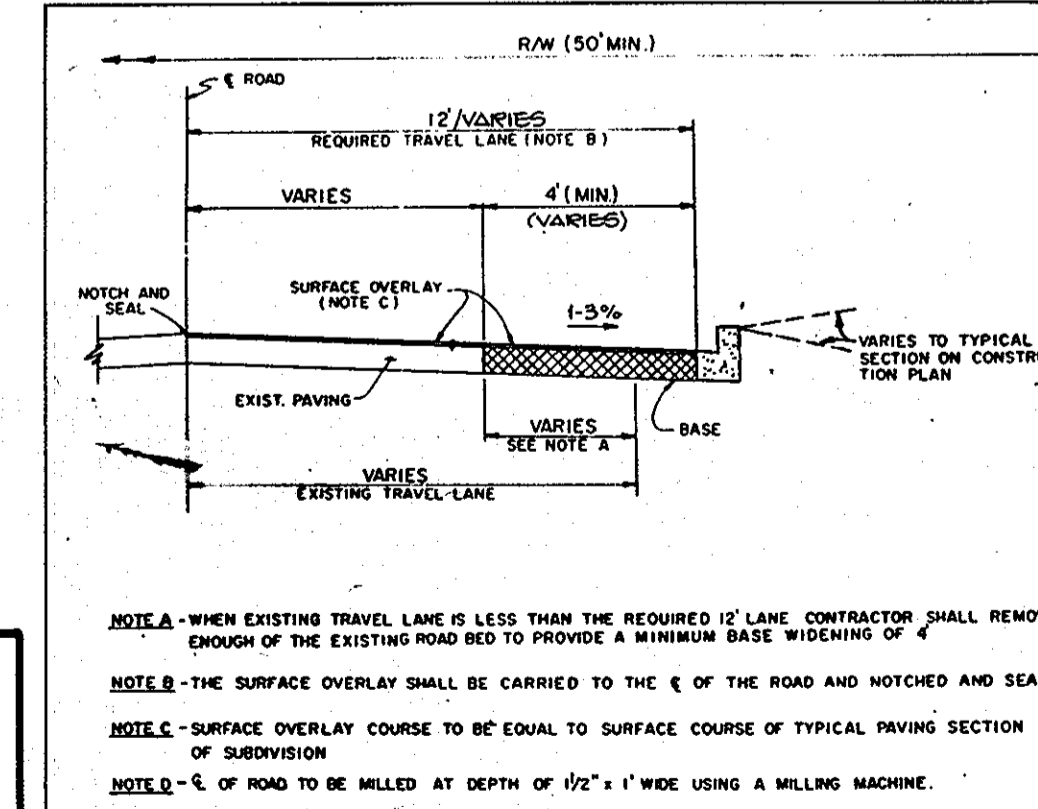 R/W (50' MIN.)
℄ ROAD
12'/VARIES
REQUIRED TRAVEL LANE (NOTE B)
VARIES
4' (MIN.)
(VARIES)
NOTCH AND
SEAL
SURFACE OVERLAY
(NOTE C)
1-3%
VARIES TO TYPICAL
SECTION ON CONSTRU
TION PLAN
EXIST. PAVING
VARIES
SEE NOTE A
BASE
VARIES
EXISTING TRAVEL LANE
NOTE A - WHEN EXISTING TRAVEL LANE IS LESS THAN THE REQUIRED 12' LANE CONTRACTOR SHALL REMO
ENOUGH OF THE EXISTING ROAD BED TO PROVIDE A MINIMUM BASE WIDENING OF 4'
NOTE B - THE SURFACE OVERLAY SHALL BE CARRIED TO THE ℄ OF THE ROAD AND NOTCHED AND SEA
NOTE C - SURFACE OVERLAY COURSE TO BE EQUAL TO SURFACE COURSE OF TYPICAL PAVING SECTION
OF SUBDIVISION
NOTE D - ℄ OF ROAD TO BE MILLED AT DEPTH OF 1 1/2" x 1' WIDE USING A MILLING MACHINE.